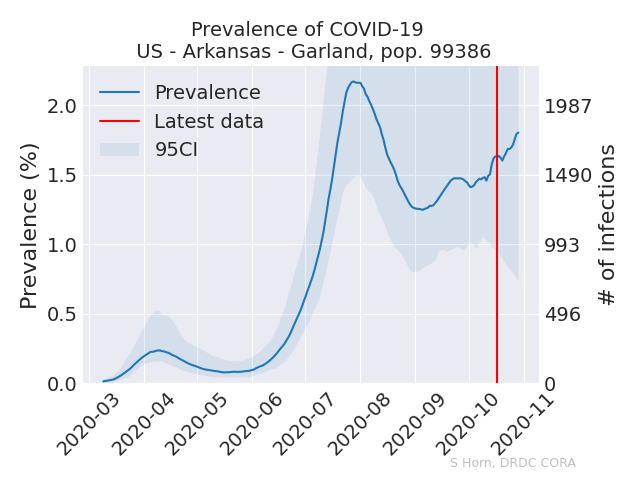 Prevalence of COVID-19
US - Arkansas - Garland, pop. 99386
Prevalence
Latest data
95CI
Prevalence (%)
2.0
1.5
1.0
0.5
0.0
1987
1490
993
496
0
# of infections
2020-03
2020-04
2020-05
2020-06
2020-07
2020-08
2020-09
2020-10
2020-11
S Horn, DRDC CORA